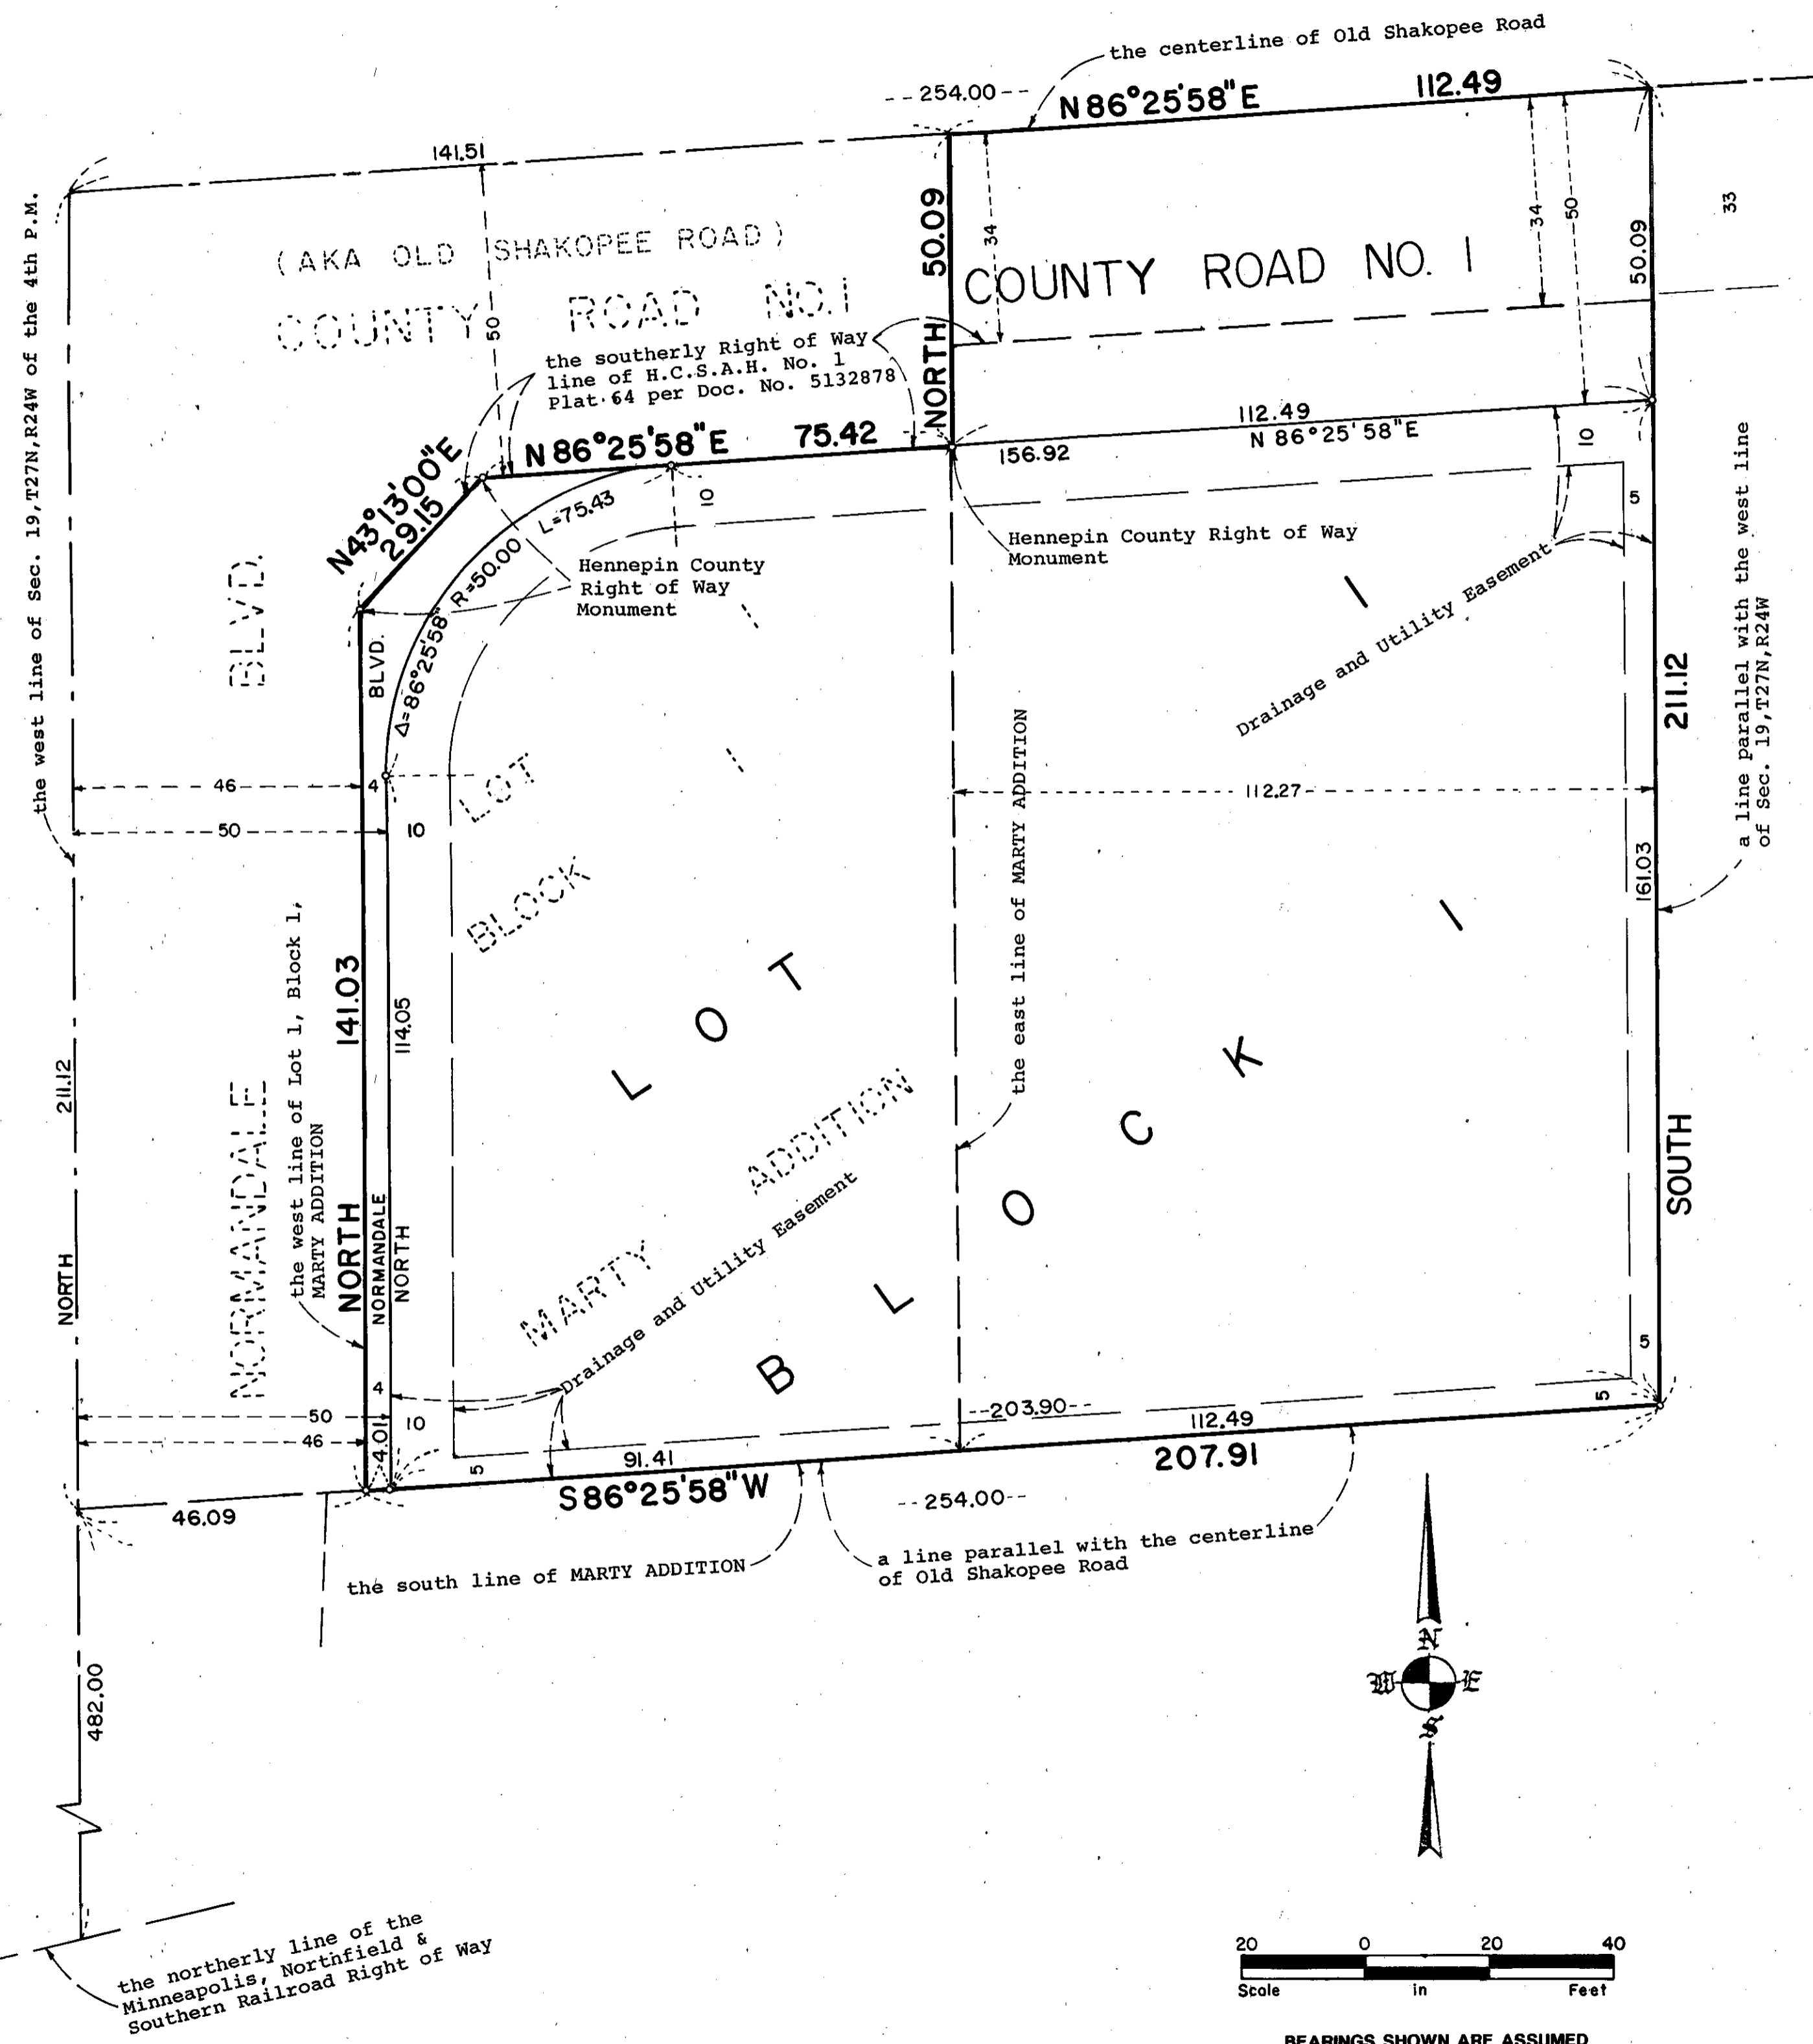 the centerline of Old Shakopee Road
--254.00--
N 86°25'58" E
112.49
141.51
the west line of Sec. 19,T27N,R24W of the 4th P.M.
(AKA OLD SHAKOPEE ROAD)
COUNTY ROAD NO. 1
50
50.09
NORTH
34
COUNTY ROAD NO. 1
34
50
50.09
33
the southerly Right of Way
line of H.C.S.A.H. No. 1
Plat 64 per Doc. No. 5132878
N 86°25'58" E
75.42
112.49
N 86°25'58" E
156.92
10
N43°13'00"E
29.15
L=75.43
R=50.00
Δ=86°25'58"
10
5
Hennepin County
Right of Way
Monument
Hennepin County Right of Way
Monument
Drainage and Utility Easement
a line parallel with the west line
of Sec. 19,T27N,R24W
BLVD.
BLVD.
46
4
50
10
LOT 1
BLOCK 1
112.27
211.12
161.03
the east line of MARTY ADDITION
the west line of Lot 1, Block 1,
MARTY ADDITION
141.03
114.05
LOT 1
BLOCK 1
MARTY ADDITION
Drainage and Utility Easement
211.12
NORTH
NORMANDALE
NORTH
NORMANDALE
NORTH
SOUTH
4
50
10
46
4.01
5
5
5
--203.90--
112.49
207.91
91.41
S86°25'58"W
--254.00--
46.09
the south line of MARTY ADDITION
a line parallel with the centerline
of Old Shakopee Road
482.00
N
W E
S
the northerly line of the
Minneapolis, Northfield &
Southern Railroad Right of Way
20 0 20 40
Scale in Feet
BEARINGS SHOWN ARE ASSUMED